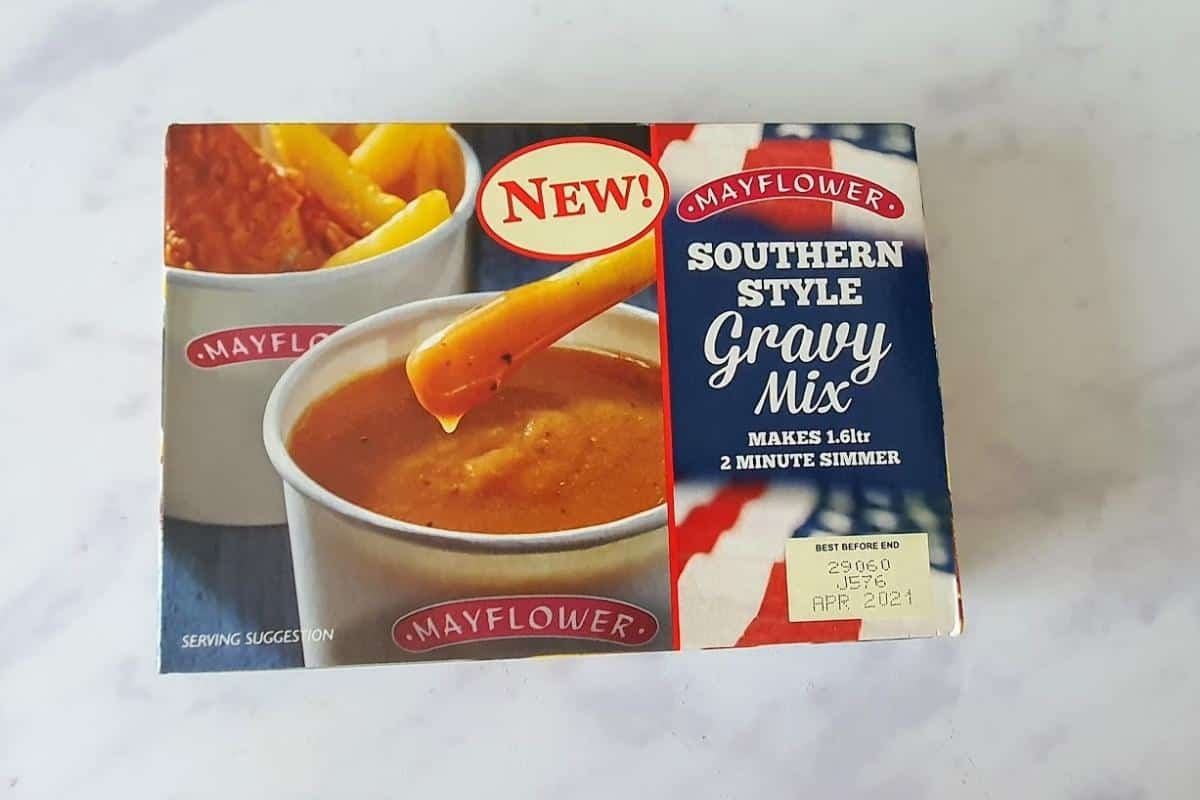 NEW!
MAYFLOWER
SOUTHERN
STYLE
Gravy
Mix
MAKES 1.6ltr
2 MINUTE SIMMER
MAYFLO
MAYFLOWER
SERVING SUGGESTION
BEST BEFORE END
29060
J576
APR 2021